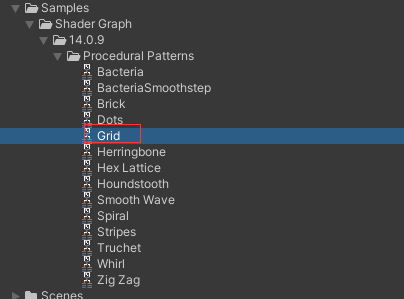 Samples
Shader Graph
14.0.9
Procedural Patterns
Bacteria
BacteriaSmoothstep
Brick
Dots
Grid
Herringbone
Hex Lattice
Houndstooth
Smooth Wave
Spiral
Stripes
Truchet
Whirl
Zig Zag
Scenes